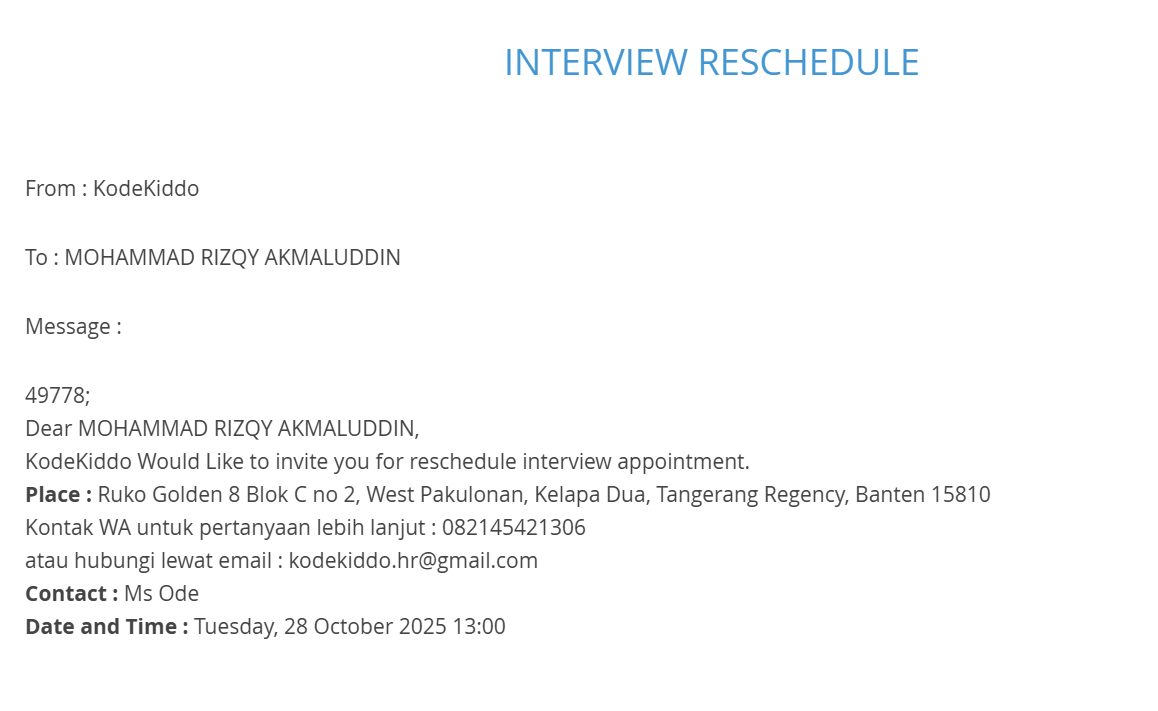 INTERVIEW RESCHEDULE
From : KodeKiddo
To : MOHAMMAD RIZQY AKMALUDDIN
Message :
49778;
Dear MOHAMMAD RIZQY AKMALUDDIN,
KodeKiddo Would Like to invite you for reschedule interview appointment.
Place : Ruko Golden 8 Blok C no 2, West Pakulonan, Kelapa Dua, Tangerang Regency, Banten 15810
Kontak WA untuk pertanyaan lebih lanjut : 082145421306
atau hubungi lewat email : kodekiddo.hr@gmail.com
Contact : Ms Ode
Date and Time : Tuesday, 28 October 2025 13:00